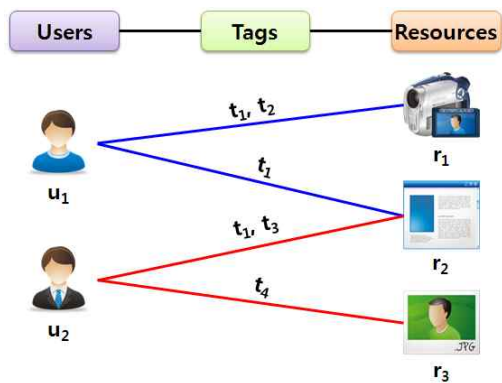 Users
Tags
Resources
t1, t2
r1
t1
u1
t1, t3
r2
t4
u2
.JPG
r3